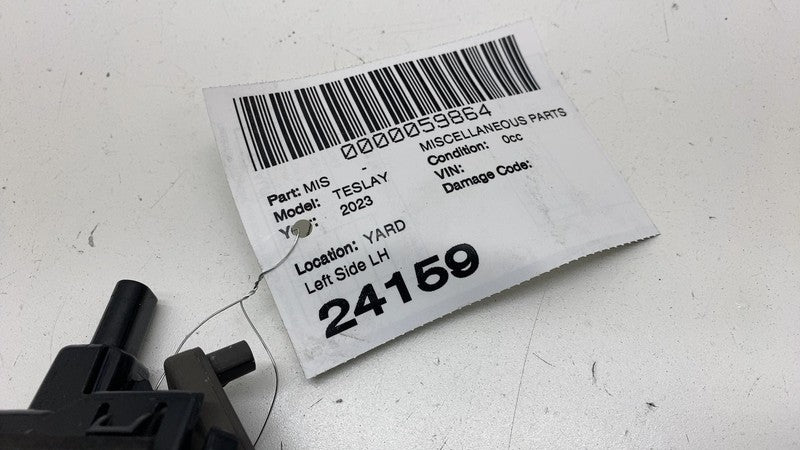 0000059864
Part: MIS - MISCELLANEOUS PARTS
Model: TESLAY Condition: 0cc
2023 VIN:
Damage Code:
Location: YARD
Left Side LH
24159